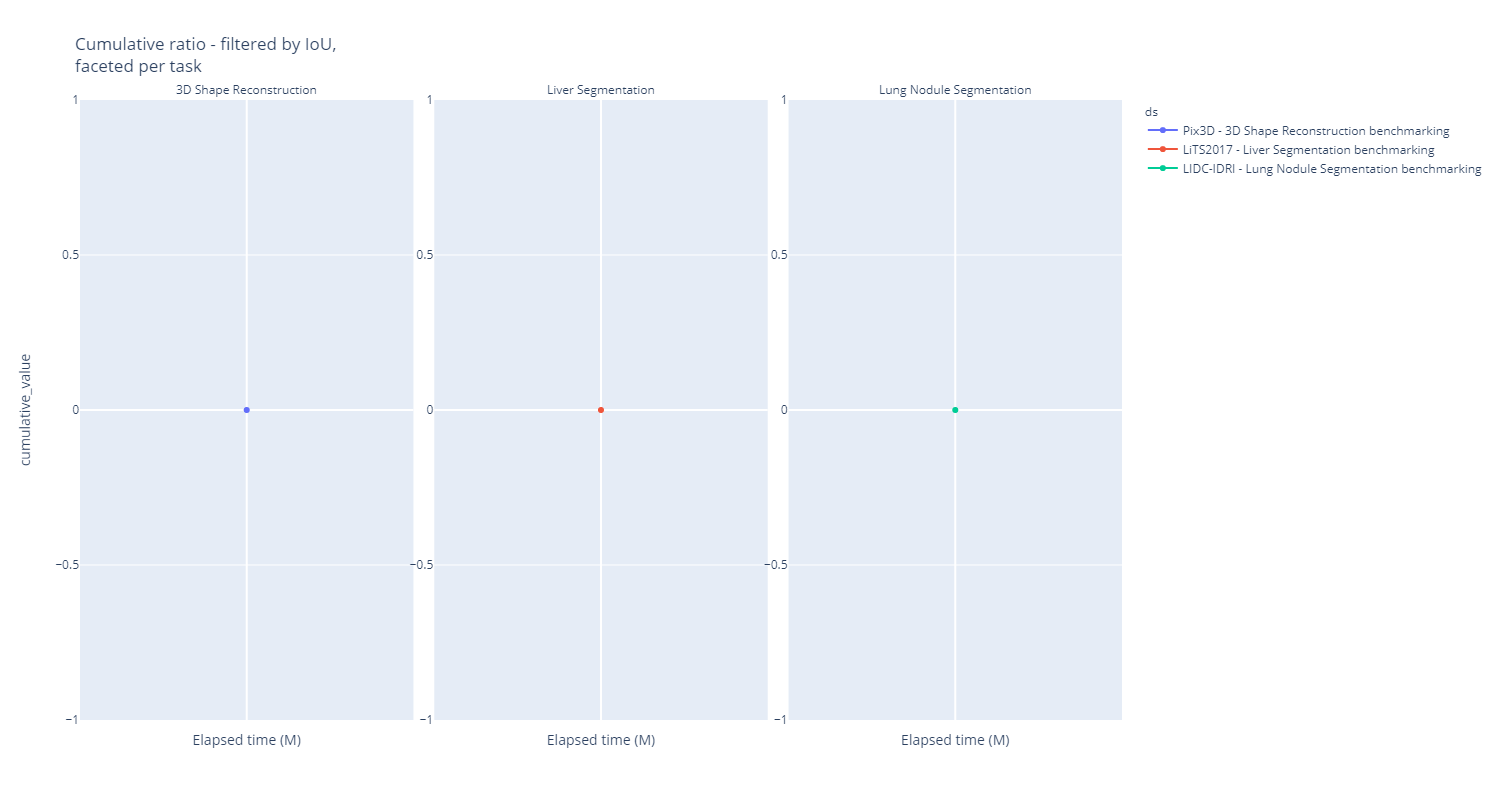 Cumulative ratio - filtered by IoU,
faceted per task
3D Shape Reconstruction
Liver Segmentation
Lung Nodule Segmentation
1
0.5
0
−0.5
−1
1
0.5
0
−0.5
−1
1
0.5
0
−0.5
−1
cumulative_value
Elapsed time (M)
Elapsed time (M)
Elapsed time (M)
ds
Pix3D - 3D Shape Reconstruction benchmarking
LiTS2017 - Liver Segmentation benchmarking
LIDC-IDRI - Lung Nodule Segmentation benchmarking